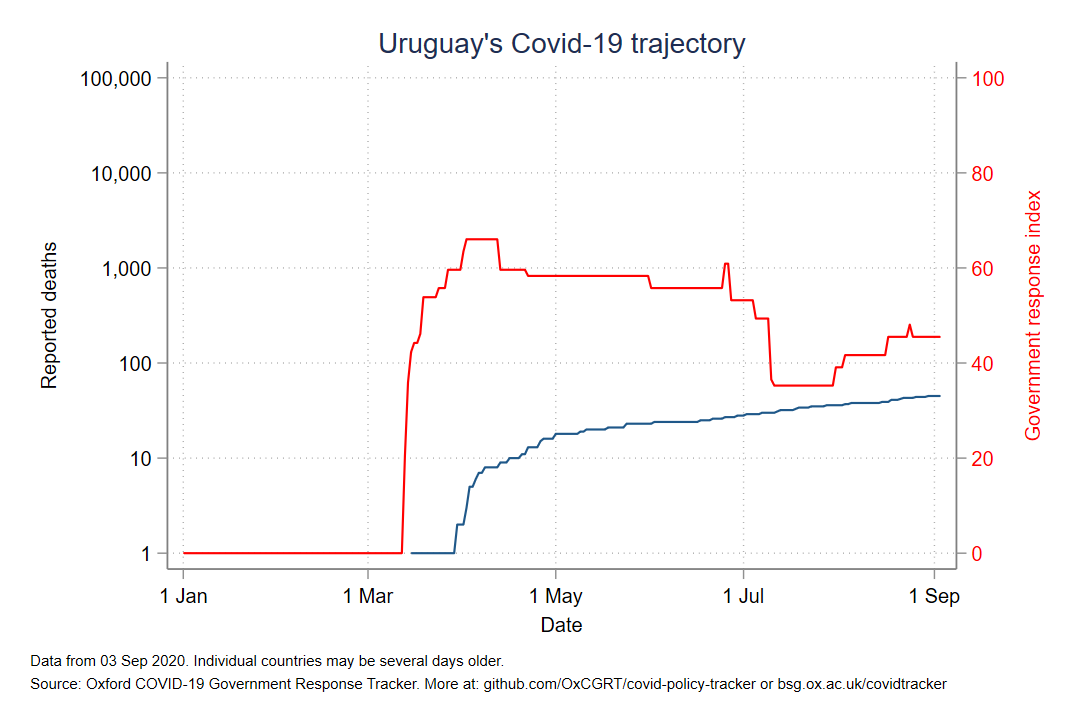 Uruguay's Covid-19 trajectory
100,000
10,000
1,000
100
10
1
Reported deaths
100
80
60
40
20
0
Government response index
1 Jan
1 Mar
1 May
1 Jul
1 Sep
Date
Data from 03 Sep 2020. Individual countries may be several days older.
Source: Oxford COVID-19 Government Response Tracker. More at: github.com/OxCGRT/covid-policy-tracker or bsg.ox.ac.uk/covidtracker